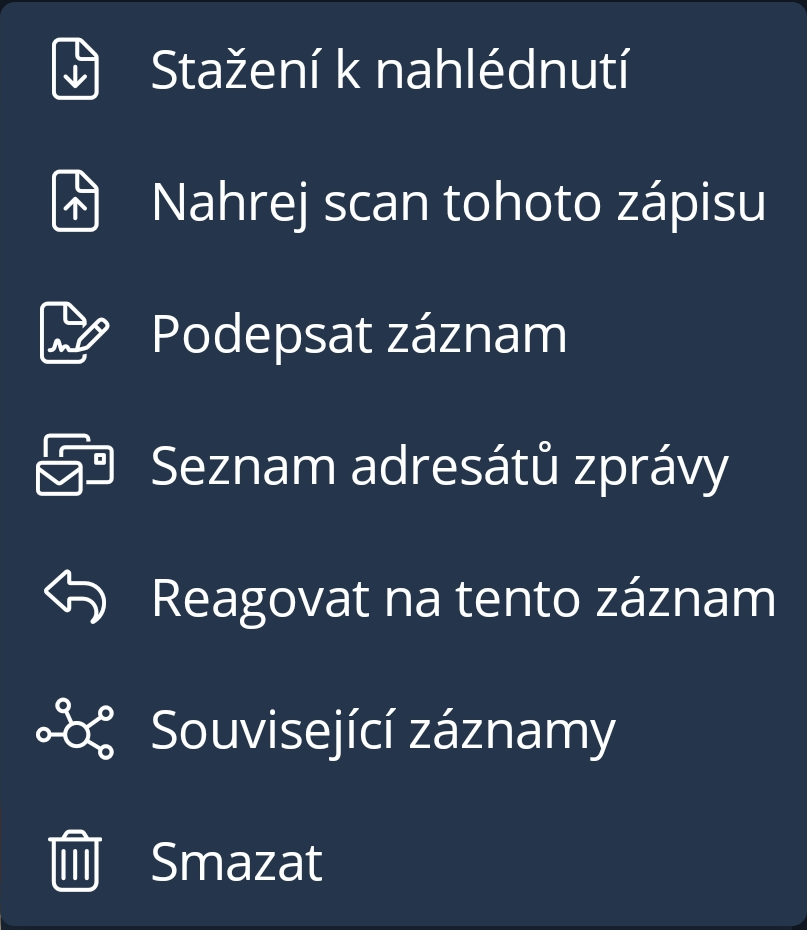 Stažení k nahlédnutí
Nahrej scan tohoto zápisu
Podepsat záznam
Seznam adresátů zprávy
Reagovat na tento záznam
Související záznamy
Smazat